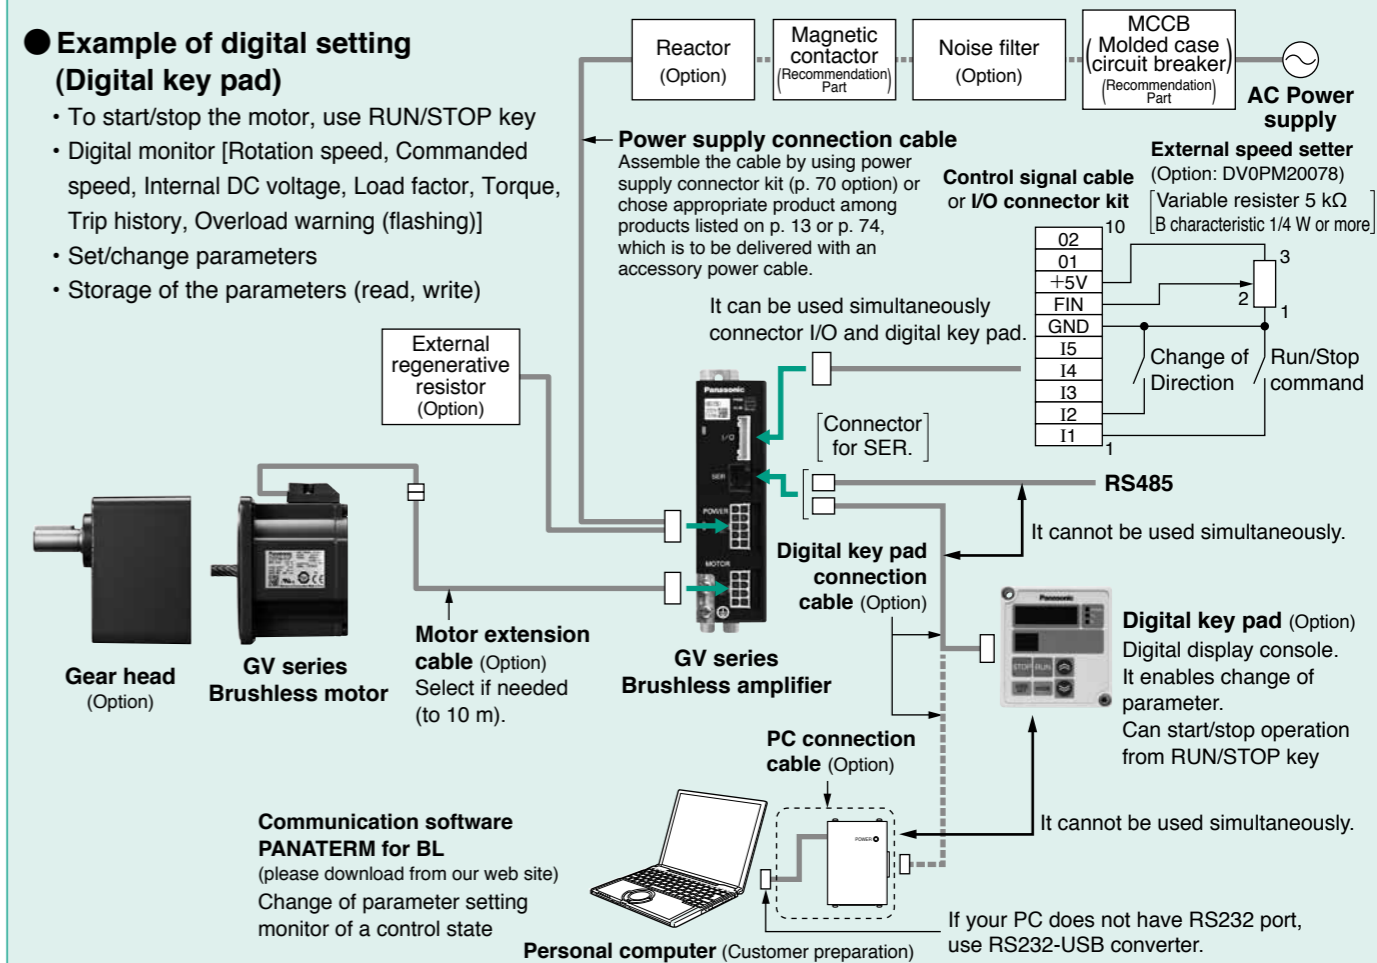 ● Example of digital setting
(Digital key pad)
・To start/stop the motor, use RUN/STOP key
・Digital monitor [Rotation speed, Commanded
speed, Internal DC voltage, Load factor, Torque,
Trip history, Overload warning (flashing)]
・Set/change parameters
・Storage of the parameters (read, write)
Reactor
(Option)
Magnetic
contactor
(Recommendation
Part)
Noise filter
(Option)
MCCB
(Molded case
circuit breaker)
(Recommendation
Part)
AC Power
supply
Power supply connection cable
Assemble the cable by using power
supply connector kit (p. 70 option) or
chose appropriate product among
products listed on p. 13 or p. 74,
which is to be delivered with an
accessory power cable.
External speed setter
(Option: DV0PM20078)
[Variable resister 5 kΩ
B characteristic 1/4 W or more]
Control signal cable
or I/O connector kit
10
02
01
+5V
FIN
GND
I5
I4
I3
I2
I1
1
3
2
1
Change of
Direction
Run/Stop
command
It can be used simultaneously
connector I/O and digital key pad.
External
regenerative
resistor
(Option)
Panasonic
I/O
SER
POWER
MOTOR
[Connector
for SER.]
RS485
It cannot be used simultaneously.
Digital key pad
connection
cable (Option)
Panasonic
STOP
RUN
Digital key pad (Option)
Digital display console.
It enables change of
parameter.
Can start/stop operation
from RUN/STOP key
Panasonic
Gear head
(Option)
GV series
Brushless motor
Motor extension
cable (Option)
Select if needed
(to 10 m).
GV series
Brushless amplifier
PC connection
cable (Option)
POWER
It cannot be used simultaneously.
Communication software
PANATERM for BL
(please download from our web site)
Change of parameter setting
monitor of a control state
Personal computer (Customer preparation)
If your PC does not have RS232 port,
use RS232-USB converter.